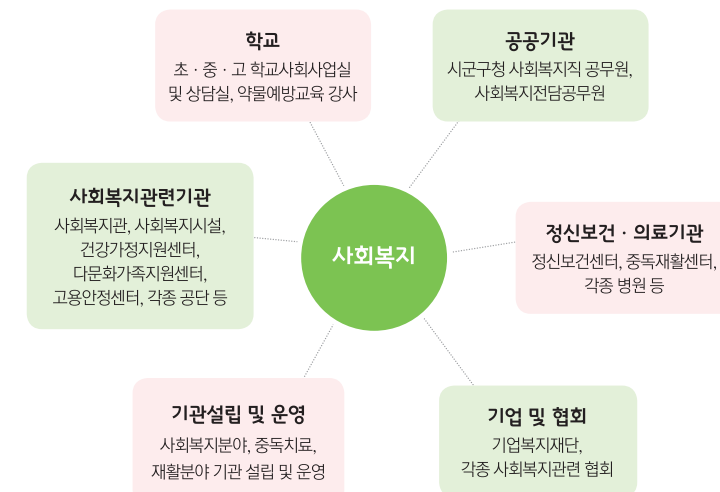 학교
초 · 중 · 고 학교사회사업실
및 상담실, 약물예방교육 강사
공공기관
시군구청 사회복지직 공무원,
사회복지전담공무원
사회복지관련기관
사회복지관, 사회복지시설,
건강가정지원센터,
다문화가족지원센터,
고용안정센터, 각종 공단 등
사회복지
정신보건 · 의료기관
정신보건센터, 중독재활센터,
각종 병원 등
기관설립 및 운영
사회복지분야, 중독치료,
재활분야 기관 설립 및 운영
기업 및 협회
기업복지재단,
각종 사회복지관련 협회